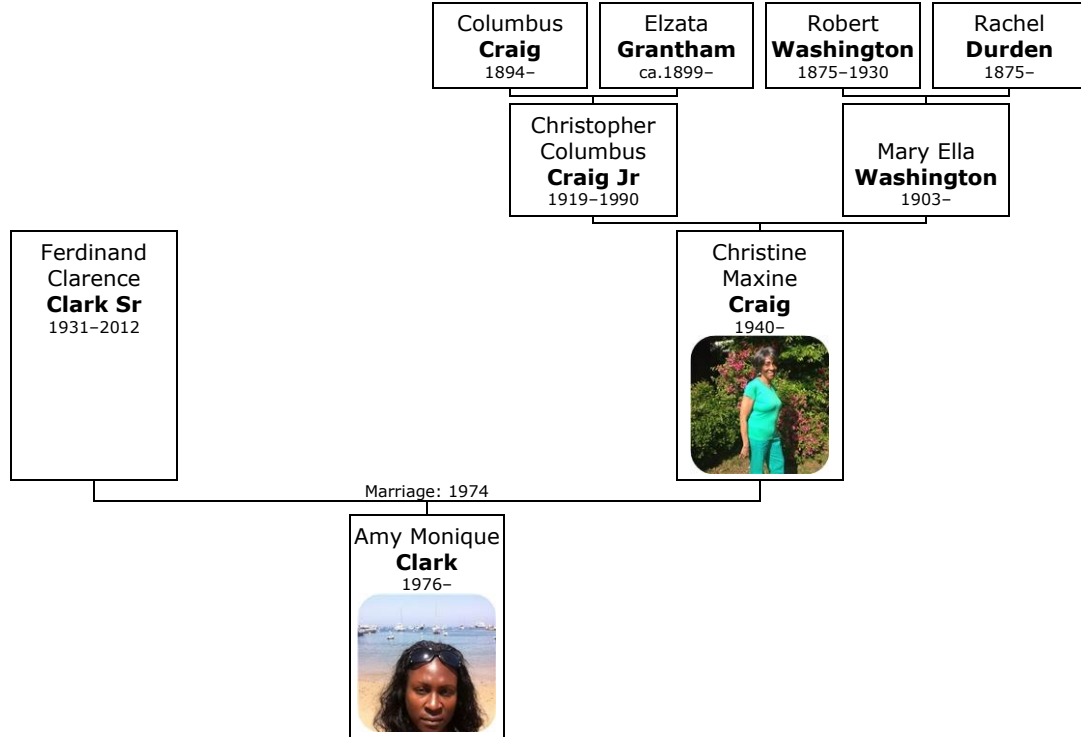 Columbus
Craig
1894–
Elzata
Grantham
ca.1899–
Robert
Washington
1875–1930
Rachel
Durden
1875–
Christopher
Columbus
Craig Jr
1919–1990
Mary Ella
Washington
1903–
Ferdinand
Clarence
Clark Sr
1931–2012
Christine
Maxine
Craig
1940–
Marriage: 1974
Amy Monique
Clark
1976–